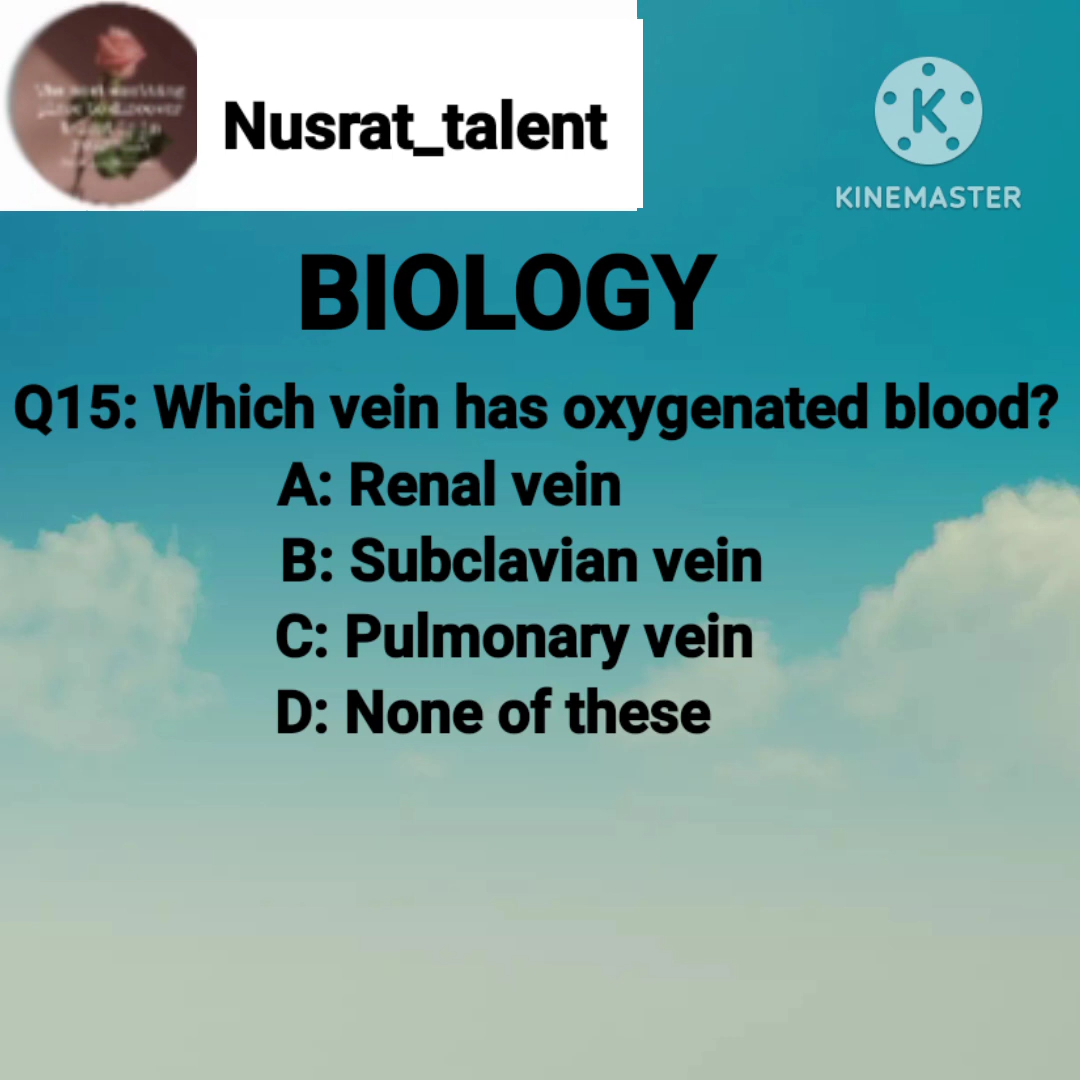 Nusrat_talent
K
KINEMASTER
BIOLOGY
Q15: Which vein has oxygenated blood?
A: Renal vein
B: Subclavian vein
C: Pulmonary vein
D: None of these